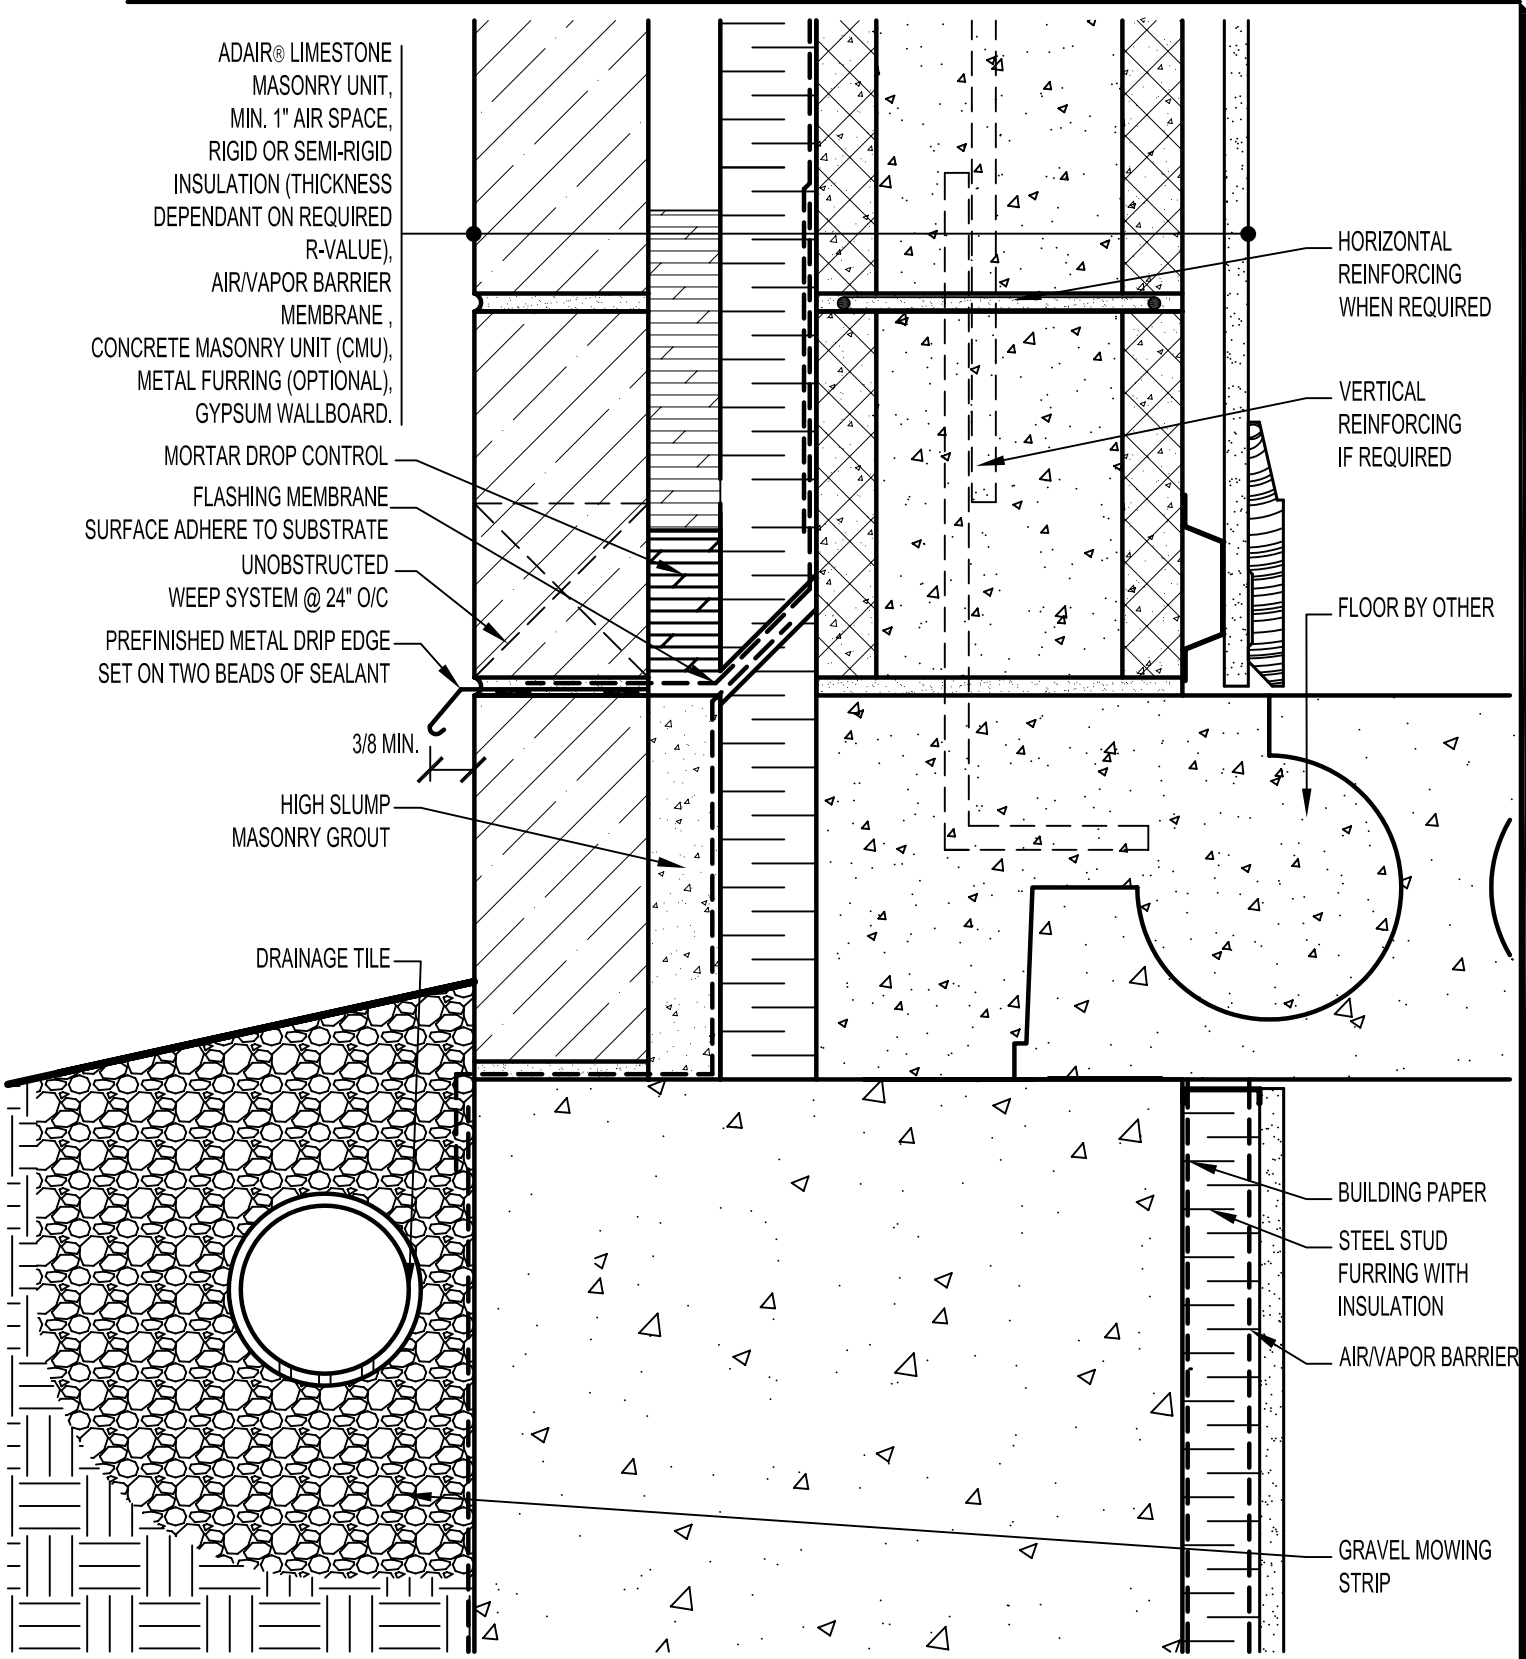 ADAIR® LIMESTONE
MASONRY UNIT,
MIN. 1" AIR SPACE,
RIGID OR SEMI-RIGID
INSULATION (THICKNESS
DEPENDANT ON REQUIRED
R-VALUE),
AIR/VAPOR BARRIER
MEMBRANE ,
CONCRETE MASONRY UNIT (CMU),
METAL FURRING (OPTIONAL),
GYPSUM WALLBOARD.
MORTAR DROP CONTROL
FLASHING MEMBRANE
SURFACE ADHERE TO SUBSTRATE
UNOBSTRUCTED
WEEP SYSTEM @ 24" O/C
PREFINISHED METAL DRIP EDGE
SET ON TWO BEADS OF SEALANT
3/8 MIN.
HIGH SLUMP
MASONRY GROUT
DRAINAGE TILE
HORIZONTAL
REINFORCING
WHEN REQUIRED
VERTICAL
REINFORCING
IF REQUIRED
FLOOR BY OTHER
BUILDING PAPER
STEEL STUD
FURRING WITH
INSULATION
AIR/VAPOR BARRIER
GRAVEL MOWING
STRIP